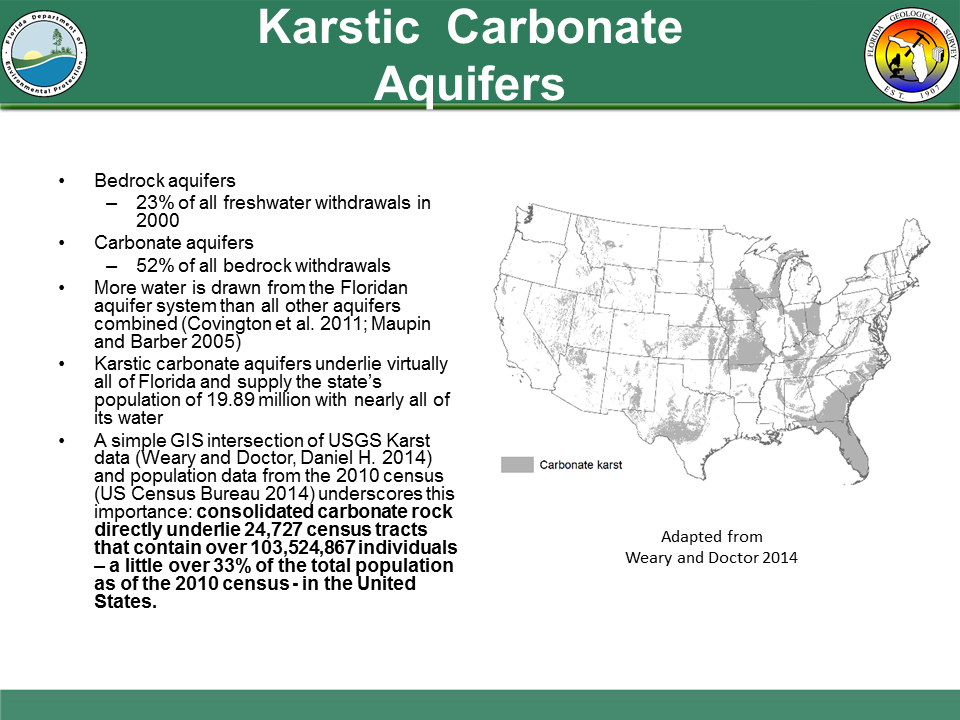 Karstic Carbonate
Aquifers
Florida Department of
Environmental Protection
FLORIDA GEOLOGICAL SURVEY
EST. 1907
• Bedrock aquifers
– 23% of all freshwater withdrawals in
2000
• Carbonate aquifers
– 52% of all bedrock withdrawals
• More water is drawn from the Floridan
aquifer system than all other aquifers
combined (Covington et al. 2011; Maupin
and Barber 2005)
• Karstic carbonate aquifers underlie virtually
all of Florida and supply the state’s
population of 19.89 million with nearly all of
its water
• A simple GIS intersection of USGS Karst
data (Weary and Doctor, Daniel H. 2014)
and population data from the 2010 census
(US Census Bureau 2014) underscores this
importance: consolidated carbonate rock
directly underlie 24,727 census tracts
that contain over 103,524,867 individuals
– a little over 33% of the total population
as of the 2010 census - in the United
States.
Carbonate karst
Adapted from
Weary and Doctor 2014